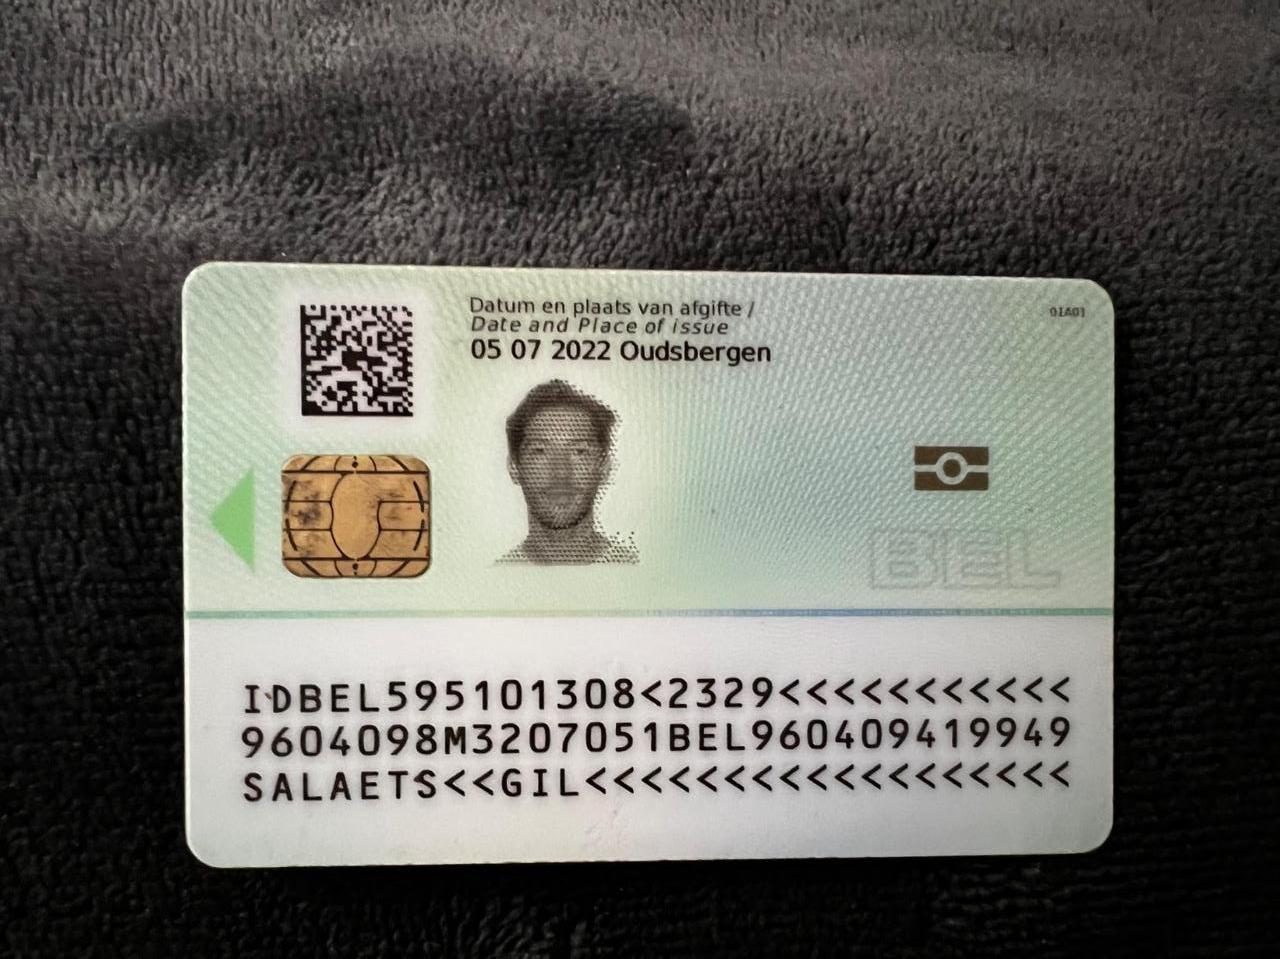 Datum en plaats van afgifte /
Date and Place of issue
05 07 2022 Oudsbergen
01A01
BEL
IDBEL595101308<2329<<<<<<<<<<<
9604098M3207051BEL960409419949
SALAETS<<GIL<<<<<<<<<<<<<<<<<<